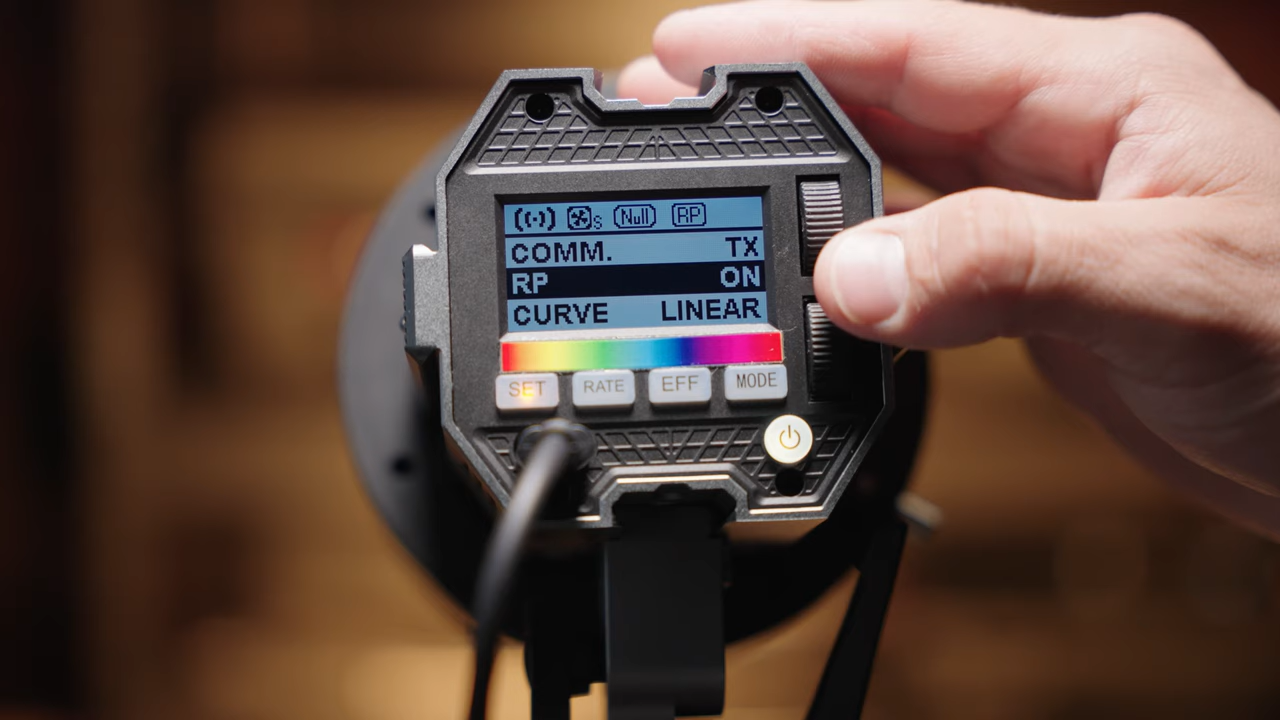 S Null RP
COMM. TX
RP ON
CURVE LINEAR
SET RATE EFF MODE